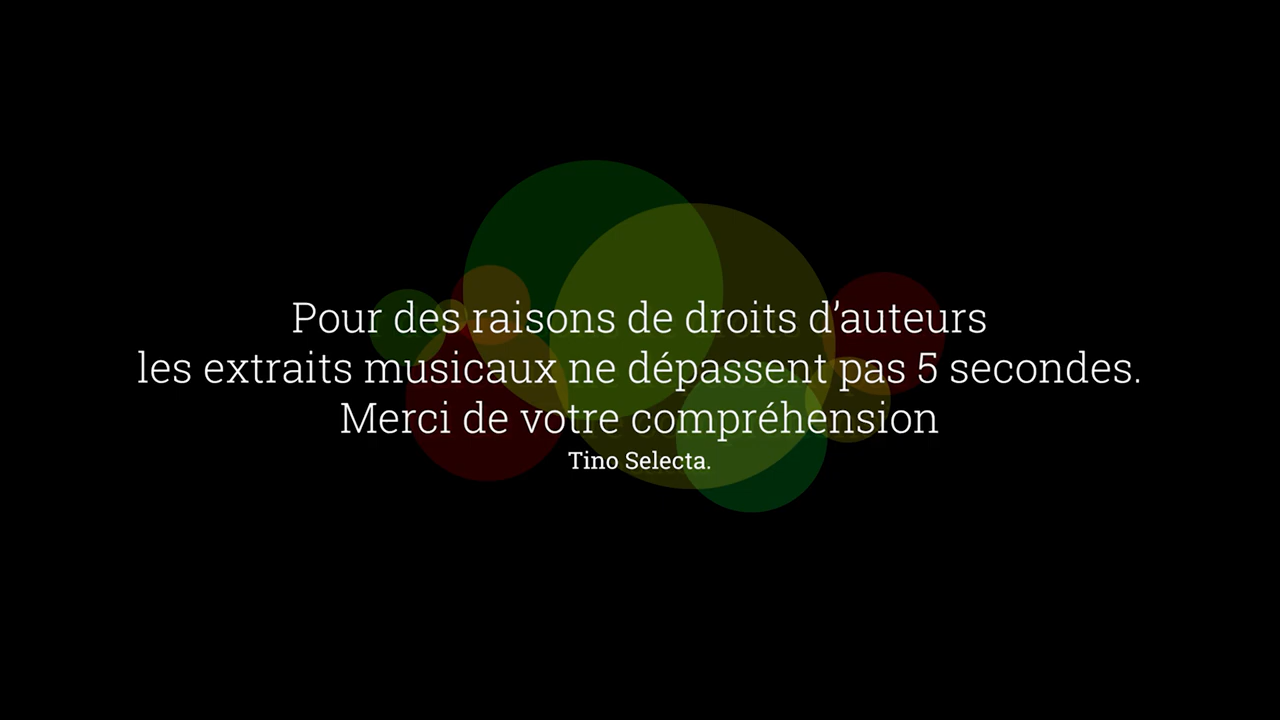 Pour des raisons de droits d’auteurs
les extraits musicaux ne dépassent pas 5 secondes.
Merci de votre compréhension
Tino Selecta.